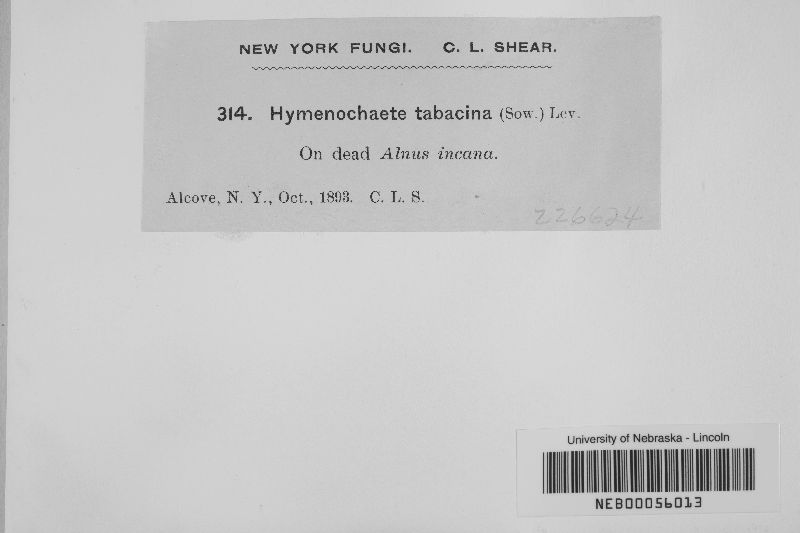 NEW YORK FUNGI. C. L. SHEAR.
314. Hymenochaete tabacina (Sow.) Lev.
On dead Alnus incana.
Alcove, N. Y., Oct., 1893. C. L. S.
226624
University of Nebraska - Lincoln
NEB00056013